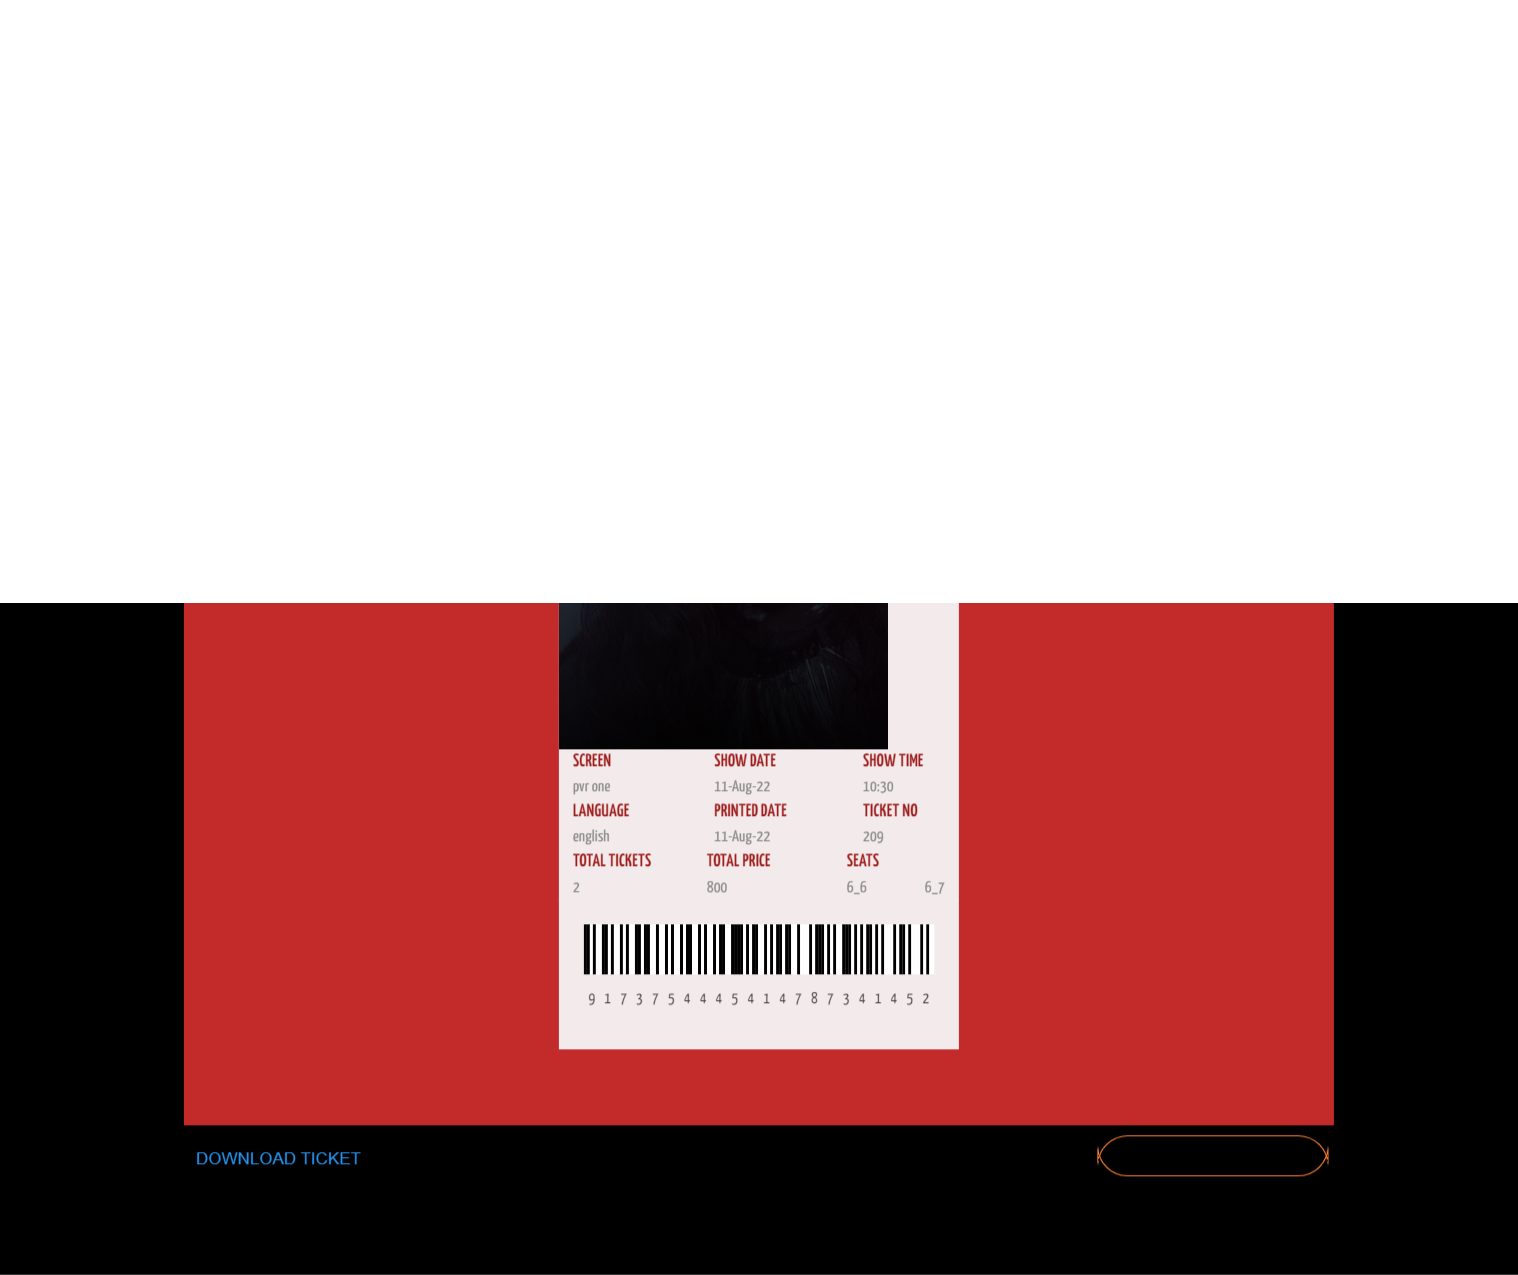 SCREEN SHOW DATE SHOW TIME
pvr one 11-Aug-22 10:30
LANGUAGE PRINTED DATE TICKET NO
english 11-Aug-22 209
TOTAL TICKETS TOTAL PRICE SEATS
2 800 6_6 6_7
9 1 7 3 7 5 4 4 4 5 4 1 4 7 8 7 3 4 1 4 5 2
DOWNLOAD TICKET